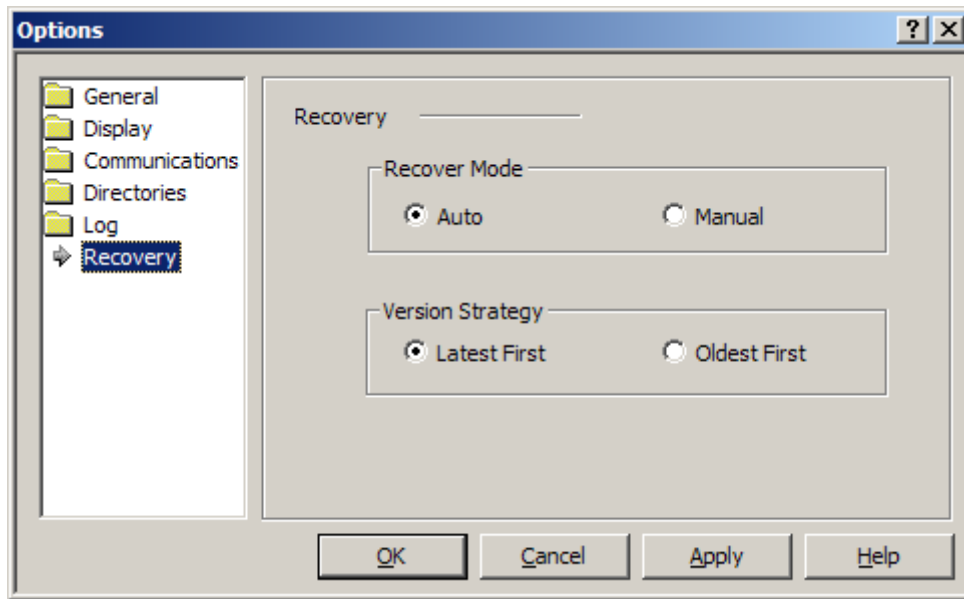 Options
General
Display
Communications
Directories
Log
Recovery
Recovery
Recover Mode
Auto Manual
Version Strategy
Latest First Oldest First
OK Cancel Apply Help